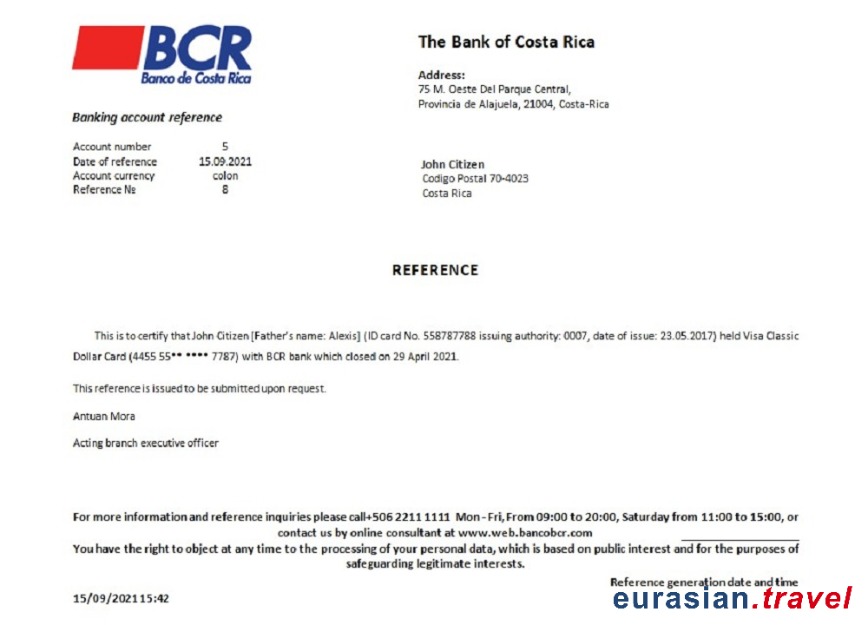 BCR
Banco de Costa Rica
The Bank of Costa Rica
Address:
75 M. Oeste Del Parque Central,
Provincia de Alajuela, 21004, Costa-Rica
Banking account reference
Account number 5
Date of reference 15.09.2021
Account currency colon
Reference № 8
John Citizen
Codigo Postal 70-4023
Costa Rica
REFERENCE
This is to certify that John Citizen [Father's name: Alexis] (ID card No. 558787788 issuing authority: 0007, date of issue: 23.05.2017) held Visa Classic
Dollar Card (4455 55** **** 7787) with BCR bank which closed on 29 April 2021.
This reference is issued to be submitted upon request.
Antuan Mora
Acting branch executive officer
For more information and reference inquiries please call+506 2211 1111 Mon - Fri, From 09:00 to 20:00, Saturday from 11:00 to 15:00, or
contact us by online consultant at www.web.bancobcr.com
You have the right to object at any time to the processing of your personal data, which is based on public interest and for the purposes of
safeguarding legitimate interests.
Reference generation date and time
15/09/2021 15:42
eurasian.travel